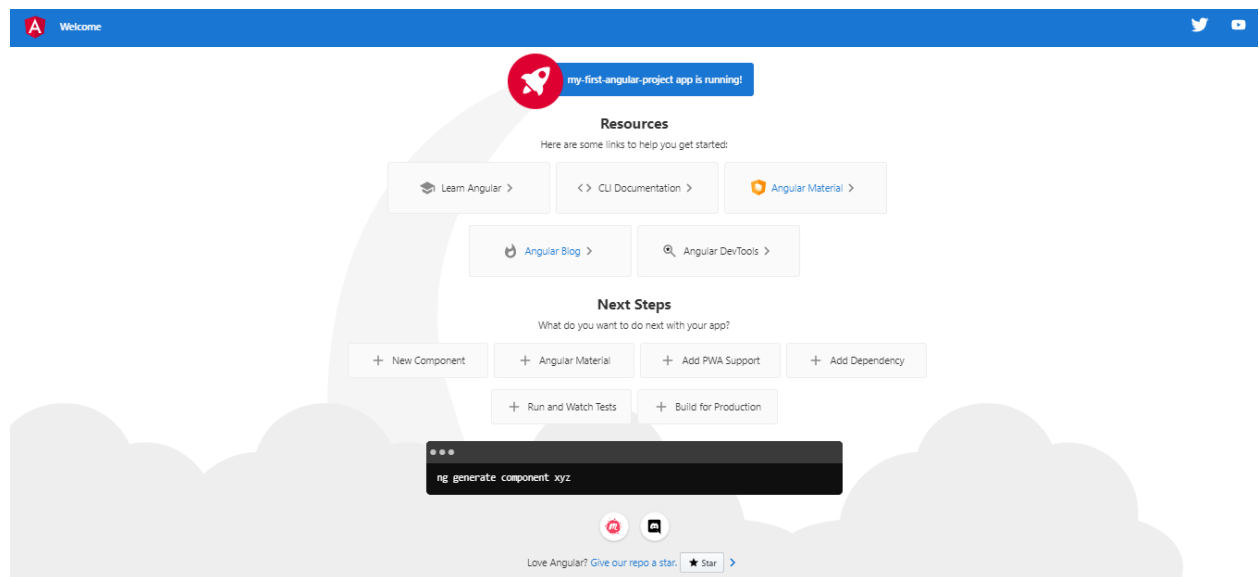 Welcome
my-first-angular-project app is running!
Resources
Here are some links to help you get started:
Learn Angular
CLI Documentation
Angular Material
Angular Blog
Angular DevTools
Next Steps
What do you want to do next with your app?
New Component
Angular Material
Add PWA Support
Add Dependency
Run and Watch Tests
Build for Production
ng generate component xyz
Love Angular? Give our repo a star. Star